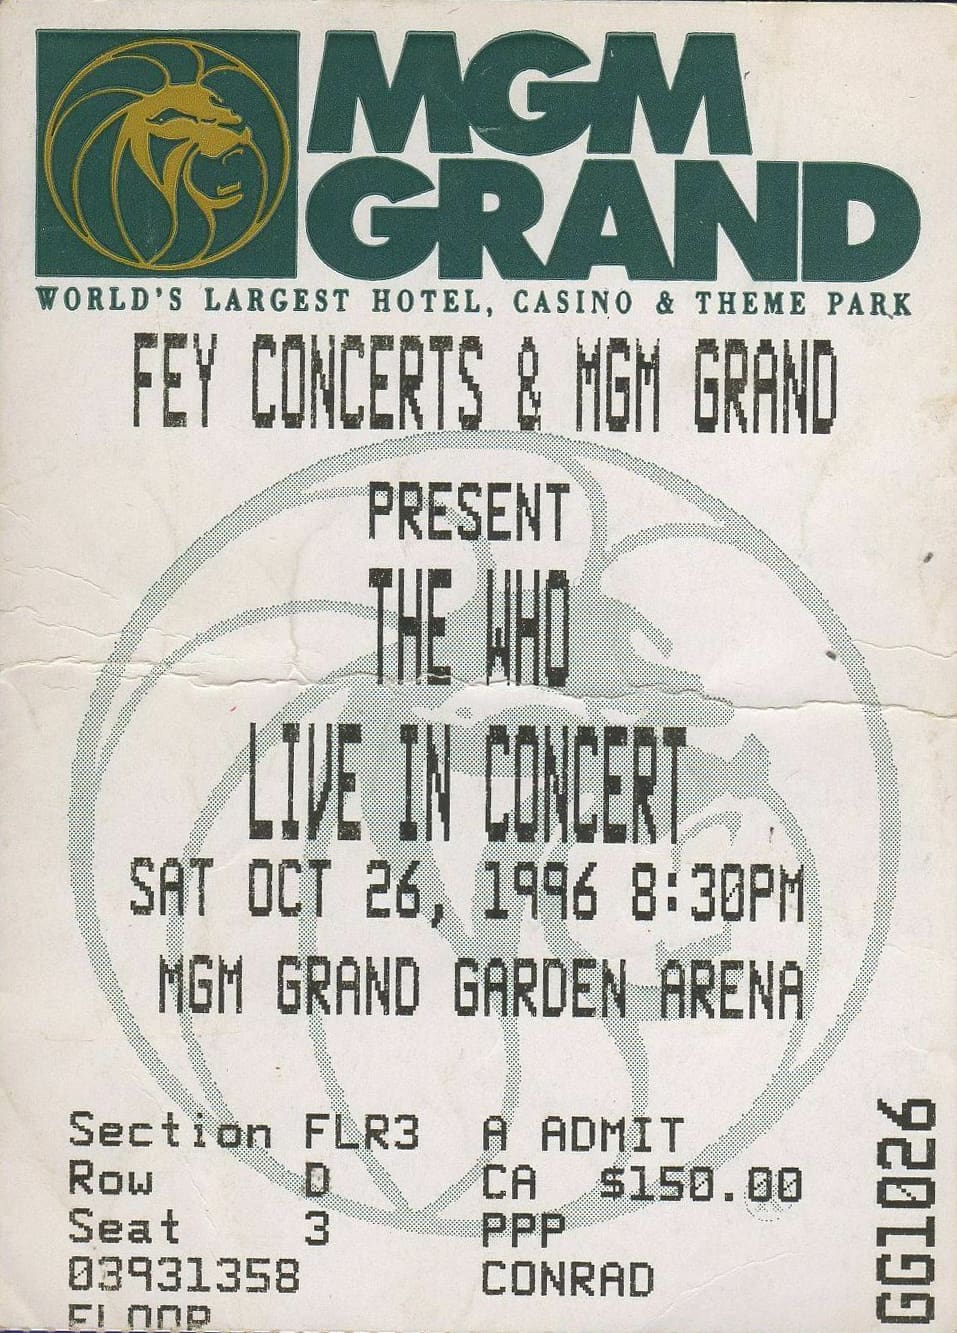 MGM
GRAND
WORLD'S LARGEST HOTEL, CASINO & THEME PARK
FEY CONCERTS & MGM GRAND
PRESENT
THE WHO
LIVE IN CONCERT
SAT OCT 26, 1996 8:30PM
MGM GRAND GARDEN ARENA
Section FLR3 A ADMIT
Row D CA $150.00
Seat 3 PPP
03931358 CONRAD
FLOOR
GG1026